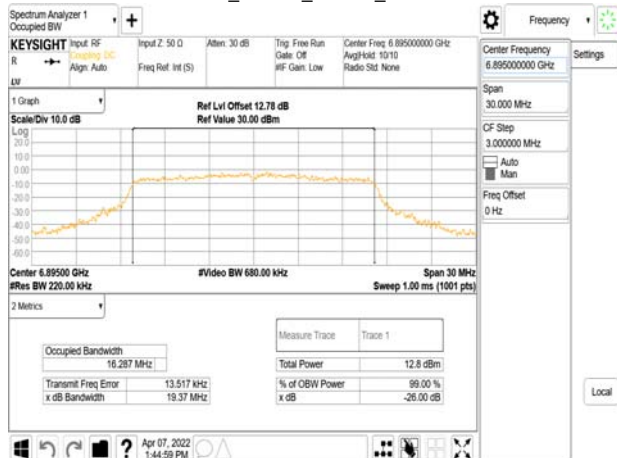 Spectrum Analyzer 1
Occupied BW
Frequency
KEYSIGHT
R
LXI
Input: RF
Coupling: DC
Align: Auto
Input Z: 50 Ω
Freq Ref: Int (S)
Atten: 30 dB
Trig: Free Run
Gate: Off
#IF Gain: Low
Center Freq: 6.895000000 GHz
Avg|Hold: 10/10
Radio Std: None
Center Frequency
6.895000000 GHz
Settings
Span
30.000 MHz
CF Step
3.000000 MHz
Auto
Man
Freq Offset
0 Hz
1 Graph
Scale/Div 10.0 dB
Ref Lvl Offset 12.78 dB
Ref Value 30.00 dBm
Log
20.0
10.0
0.00
-10.0
-20.0
-30.0
-40.0
-50.0
-60.0
Center 6.89500 GHz
#Res BW 220.00 kHz
#Video BW 680.00 kHz
Span 30 MHz
Sweep 1.00 ms (1001 pts)
2 Metrics
Measure Trace
Trace 1
Occupied Bandwidth
16.287 MHz
Total Power
12.8 dBm
Transmit Freq Error
13.517 kHz
% of OBW Power
99.00 %
x dB Bandwidth
19.37 MHz
x dB
-26.00 dB
Local
?
Apr 07, 2022
1:44:59 PM